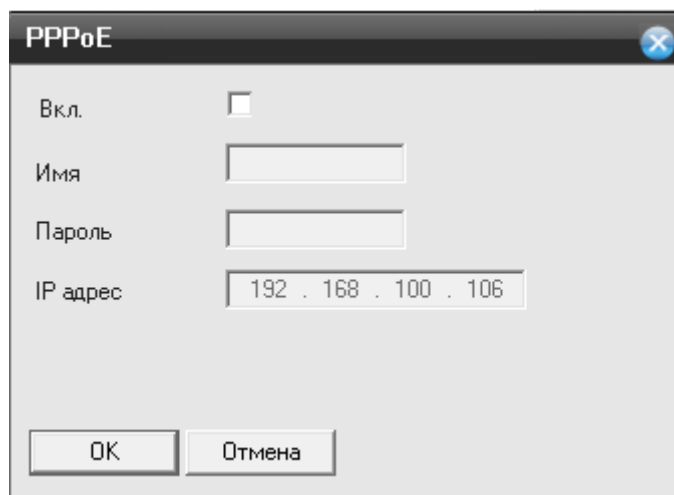 PPPoE
Вкл.
Имя
Пароль
IP адрес 192 . 168 . 100 . 106
OK Отмена